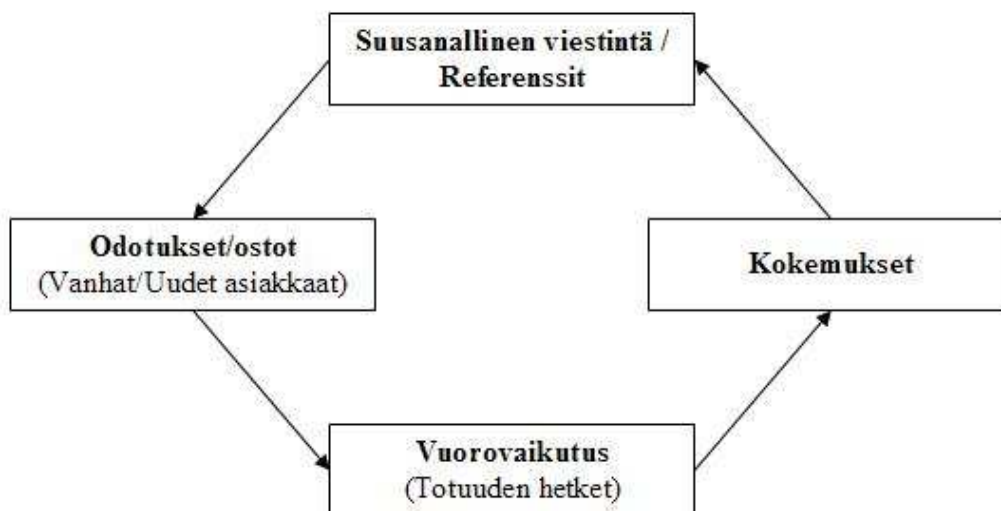 Suusanallinen viestintä /
Referenssit
Odotukset/ostot
(Vanhat/Uudet asiakkaat)
Kokemukset
Vuorovaikutus
(Totuuden hetket)